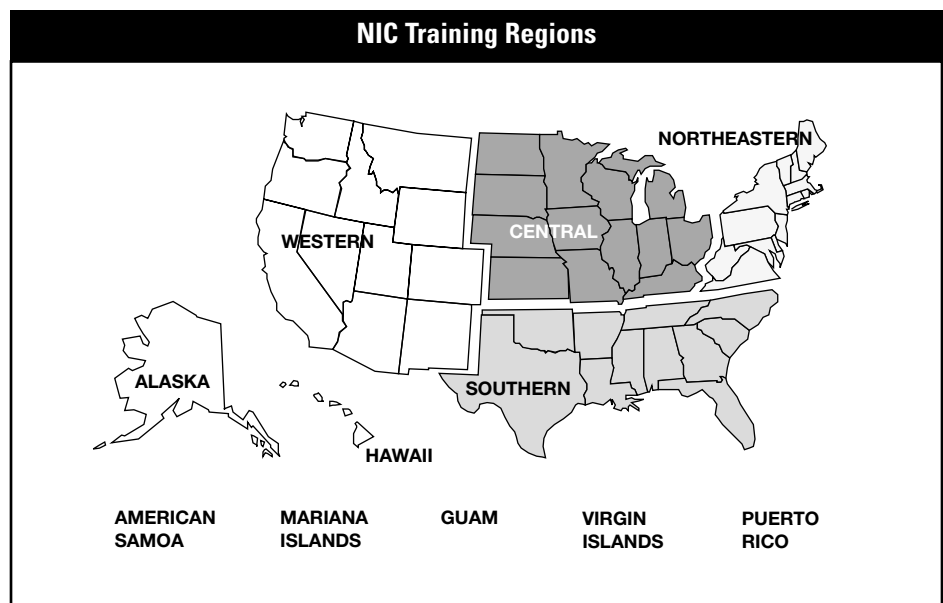 NIC Training Regions
NORTHEASTERN
CENTRAL
WESTERN
ALASKA
SOUTHERN
HAWAII
AMERICAN
SAMOA
MARIANA
ISLANDS
GUAM
VIRGIN
ISLANDS
PUERTO
RICO